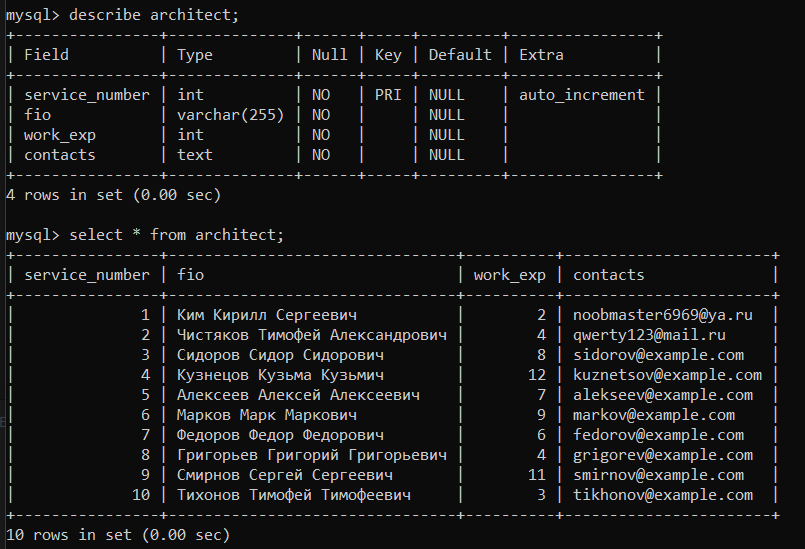 mysql> describe architect;
+----------------+--------------+------+-----+---------+----------------+
| Field          | Type         | Null | Key | Default | Extra          |
+----------------+--------------+------+-----+---------+----------------+
| service_number | int          | NO   | PRI | NULL    | auto_increment |
| fio            | varchar(255) | NO   |     | NULL    |                |
| work_exp       | int          | NO   |     | NULL    |                |
| contacts       | text         | NO   |     | NULL    |                |
+----------------+--------------+------+-----+---------+----------------+
4 rows in set (0.00 sec)
mysql> select * from architect;
+----------------+--------------------------------+----------+-----------------------+
| service_number | fio                            | work_exp | contacts              |
+----------------+--------------------------------+----------+-----------------------+
|              1 | Ким Кирилл Сергеевич           |        2 | noobmaster6969@ya.ru  |
|              2 | Чистяков Тимофей Александрович |        4 | qwerty123@mail.ru     |
|              3 | Сидоров Сидор Сидорович        |        8 | sidorov@example.com   |
|              4 | Кузнецов Кузьма Кузьмич        |       12 | kuznetsov@example.com |
|              5 | Алексеев Алексей Алексеевич    |        7 | alekseev@example.com  |
|              6 | Марков Марк Маркович           |        9 | markov@example.com    |
|              7 | Федоров Федор Федорович        |        6 | fedorov@example.com   |
|              8 | Григорьев Григорий Григорьевич |        4 | grigorev@example.com  |
|              9 | Смирнов Сергей Сергеевич       |       11 | smirnov@example.com   |
|             10 | Тихонов Тимофей Тимофеевич     |        3 | tikhonov@example.com  |
+----------------+--------------------------------+----------+-----------------------+
10 rows in set (0.00 sec)